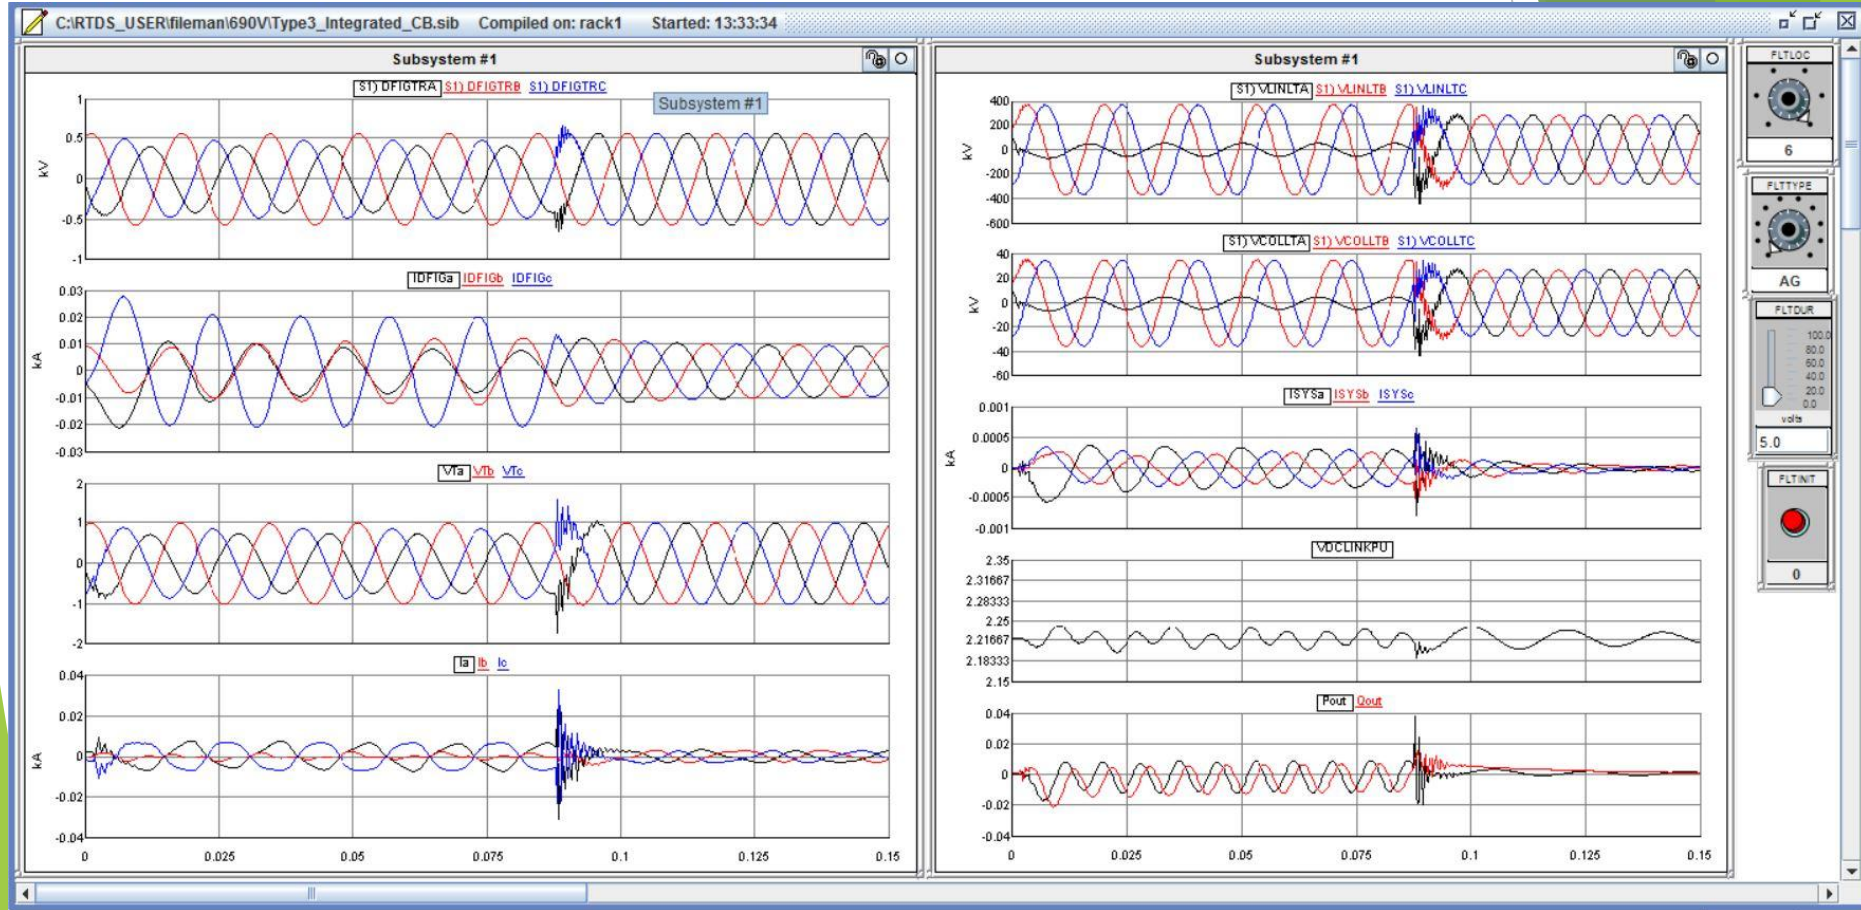 C:\RTDS_USER\fileman\690V\Type3_Integrated_CB.sib Compiled on: rack1 Started: 13:33:34
Subsystem #1
S1) DFIGTRA S1) DFIGTRB S1) DFIGTRC
Subsystem #1
1
0.5
0
-0.5
-1
kV
IDFIGa IDFIGb IDFIGc
0.03
0.02
0.01
0
-0.01
-0.02
-0.03
kA
VTa VTb VTc
2
1
0
-1
-2
Ia Ib Ic
0.04
0.02
0
-0.02
-0.04
kA
0 0.025 0.05 0.075 0.1 0.125 0.15
Subsystem #1
S1) VLINLTA S1) VLINLTB S1) VLINLTC
400
200
0
-200
-400
-600
kV
S1) VCOLLTA S1) VCOLLTB S1) VCOLLTC
40
20
0
-20
-40
-60
kV
ISYSa ISYSb ISYSc
0.001
0.0005
0
-0.0005
-0.001
kA
VDCLINKPU
2.35
2.31667
2.28333
2.25
2.21667
2.18333
2.15
Pout Qout
0.04
0.02
0
-0.02
-0.04
0 0.025 0.05 0.075 0.1 0.125 0.15
FLTLOC
6
FLTTYPE
AG
FLTDUR
100.0
80.0
60.0
40.0
20.0
0.0
volts
5.0
FLTINIT
0